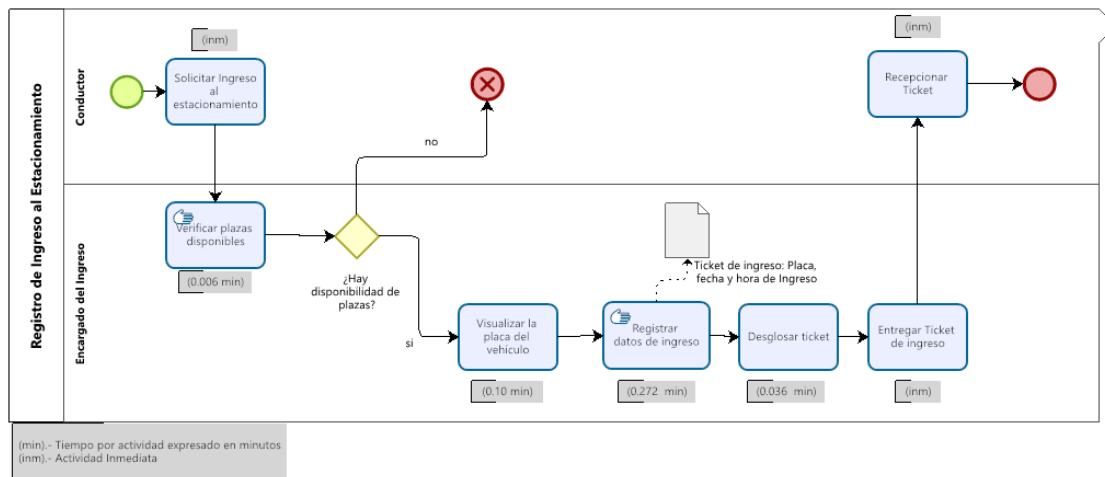 Registro de Ingreso al Estacionamiento
Conductor
(inm)
Solicitar Ingreso
al
estacionamiento
no
(inm)
Recepcionar
Ticket
Encargado del Ingreso
Verificar plazas
disponibles
(0.006 min)
¿Hay
disponibilidad de
plazas?
si
Visualizar la
placa del
vehículo
(0.10 min)
Ticket de ingreso: Placa,
fecha y hora de Ingreso
Registrar
datos de ingreso
(0.272 min)
Desglosar ticket
(0.036 min)
Entregar Ticket
de ingreso
(inm)
(min).- Tiempo por actividad expresado en minutos
(inm).- Actividad Inmediata